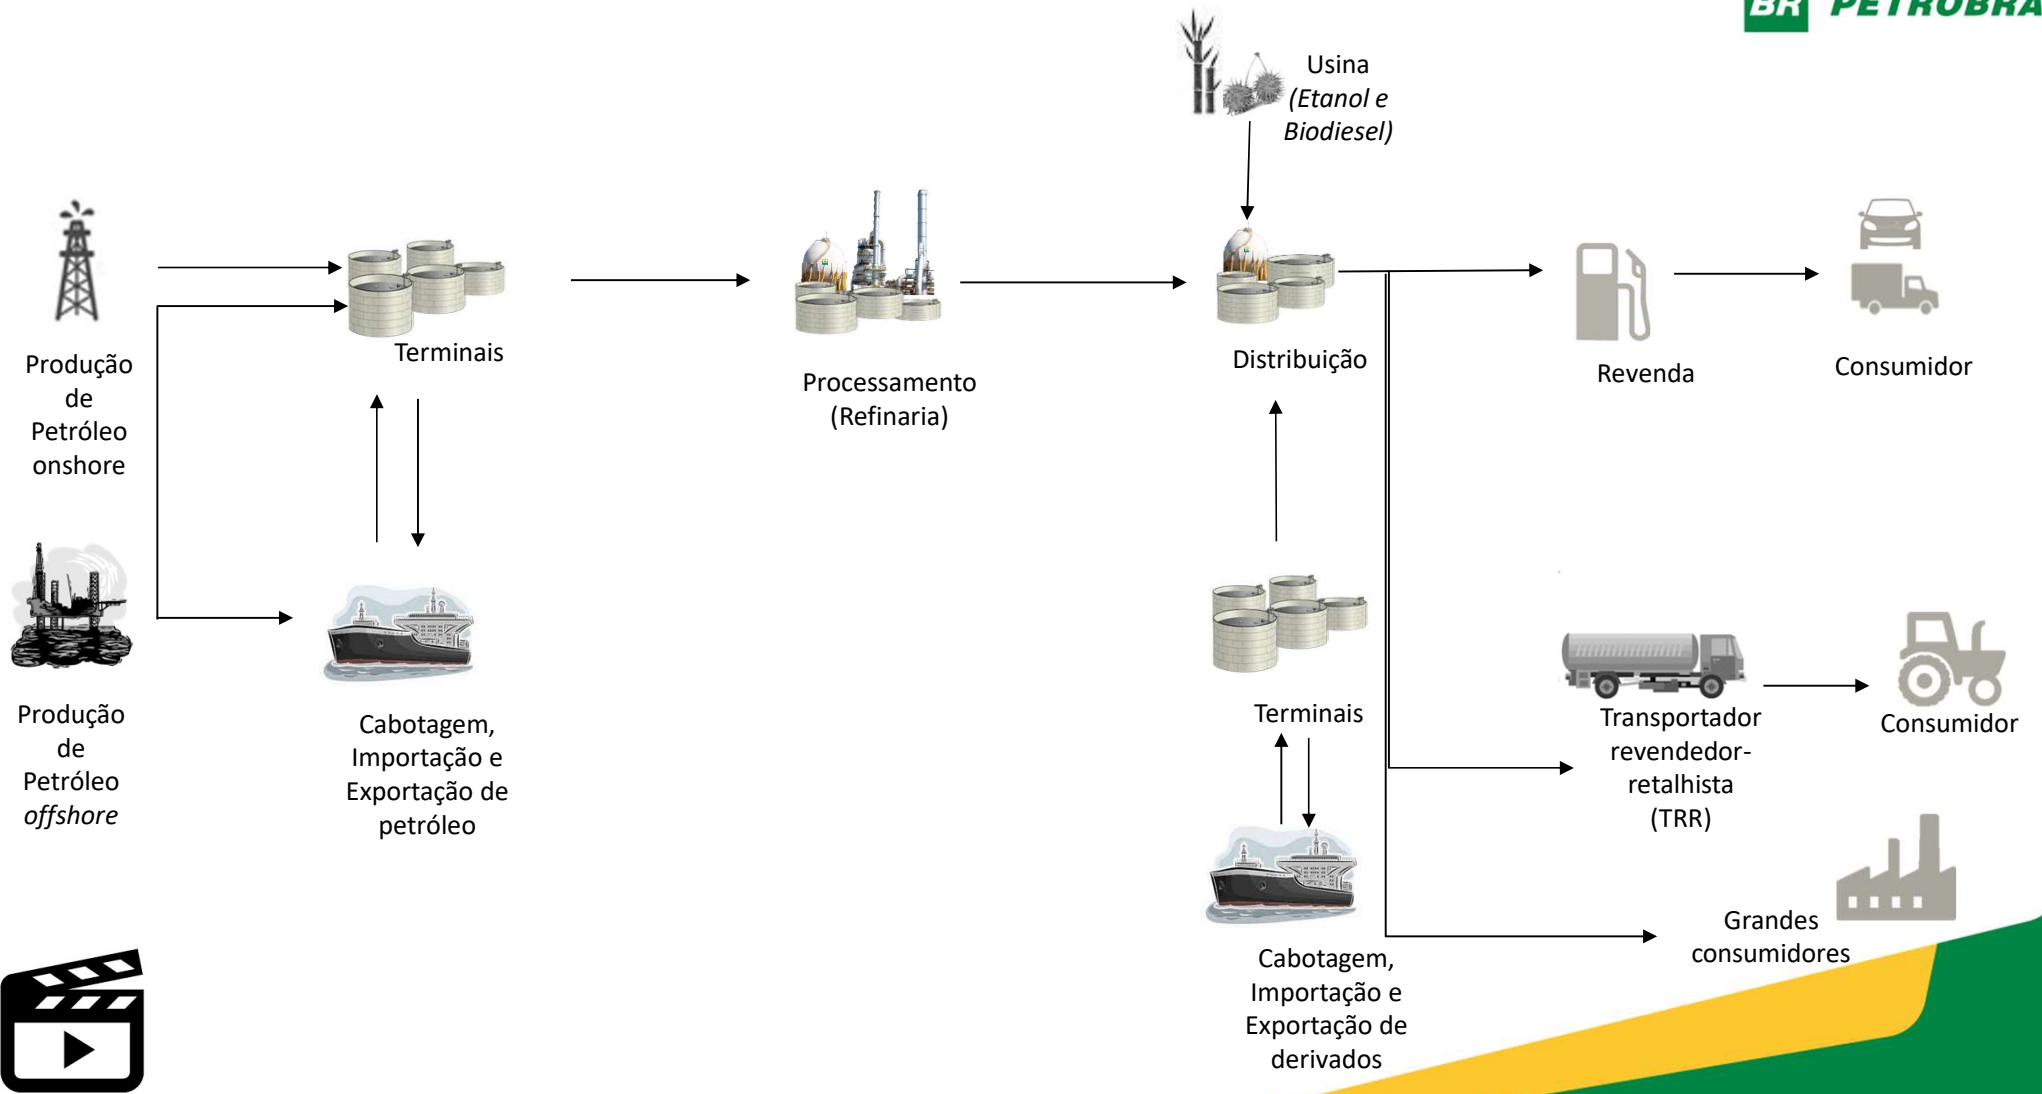 BR PETROBRA
Usina
(Etanol e
Biodiesel)
Produção
de
Petróleo
onshore
Terminais
Processamento
(Refinaria)
Distribuição
Revenda
Consumidor
Produção
de
Petróleo
offshore
Cabotagem,
Importação e
Exportação de
petróleo
Terminais
Transportador
revendedor-
retalhista
(TRR)
Consumidor
Cabotagem,
Importação e
Exportação de
derivados
Grandes
consumidores